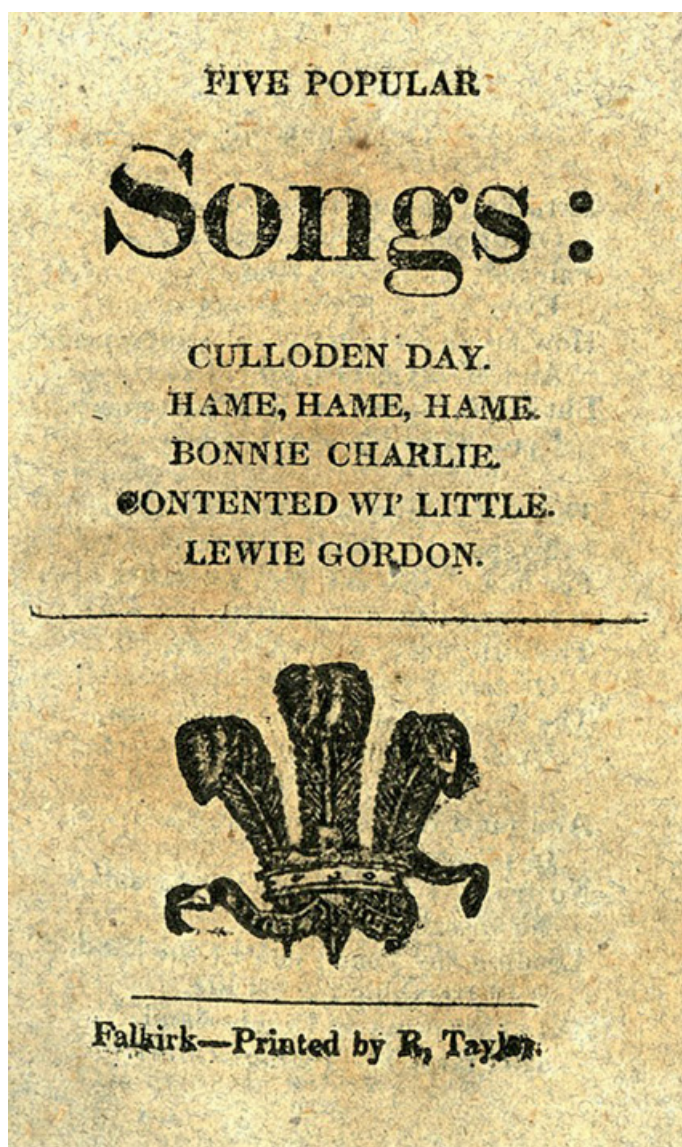 FIVE POPULAR
Songs:
CULLODEN DAY.
HAME, HAME, HAME.
BONNIE CHARLIE.
CONTENTED WI' LITTLE.
LEWIE GORDON.
Falkirk—Printed by R, Taylor.